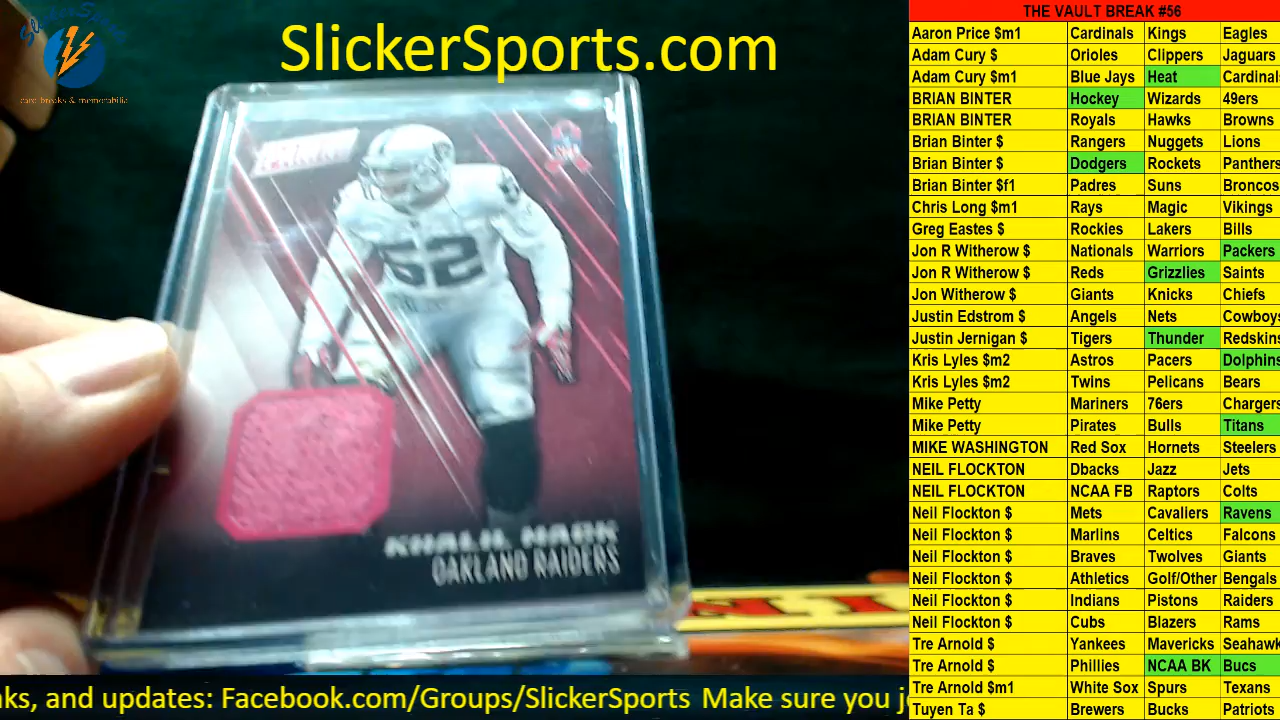 SlickerSports
card breaks & memorabilia
SlickerSports.com
PANINI
52
KHALIL MACK
OAKLAND RAIDERS
THE VAULT BREAK #56
Aaron Price $m1 Cardinals Kings Eagles
Adam Cury $ Orioles Clippers Jaguars
Adam Cury $m1 Blue Jays Heat Cardinal
BRIAN BINTER Hockey Wizards 49ers
BRIAN BINTER Royals Hawks Browns
Brian Binter $ Rangers Nuggets Lions
Brian Binter $ Dodgers Rockets Panthers
Brian Binter $f1 Padres Suns Broncos
Chris Long $m1 Rays Magic Vikings
Greg Eastes $ Rockies Lakers Bills
Jon R Witherow $ Nationals Warriors Packers
Jon R Witherow $ Reds Grizzlies Saints
Jon Witherow $ Giants Knicks Chiefs
Justin Edstrom $ Angels Nets Cowboys
Justin Jernigan $ Tigers Thunder Redskins
Kris Lyles $m2 Astros Pacers Dolphins
Kris Lyles $m2 Twins Pelicans Bears
Mike Petty Mariners 76ers Chargers
Mike Petty Pirates Bulls Titans
MIKE WASHINGTON Red Sox Hornets Steelers
NEIL FLOCKTON Dbacks Jazz Jets
NEIL FLOCKTON NCAA FB Raptors Colts
Neil Flockton $ Mets Cavaliers Ravens
Neil Flockton $ Marlins Celtics Falcons
Neil Flockton $ Braves Twolves Giants
Neil Flockton $ Athletics Golf/Other Bengals
Neil Flockton $ Indians Pistons Raiders
Neil Flockton $ Cubs Blazers Rams
Tre Arnold $ Yankees Mavericks Seahawk
Tre Arnold $ Phillies NCAA BK Bucs
Tre Arnold $m1 White Sox Spurs Texans
Tuyen Ta $ Brewers Bucks Patriots
ks, and updates: Facebook.com/Groups/SlickerSports Make sure you j